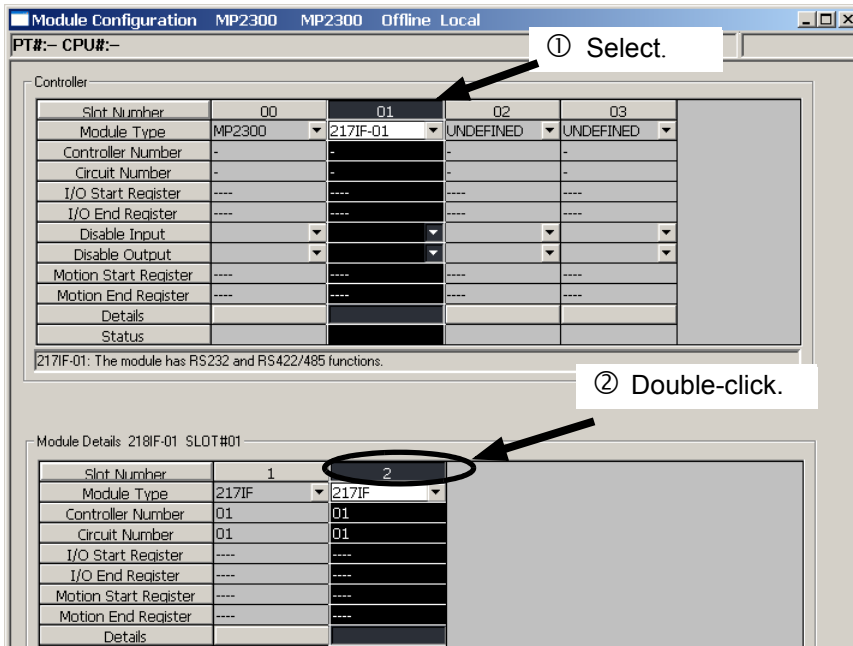 Module Configuration MP2300 MP2300 Offline Local
PT#:– CPU#:–
① Select.
Controller
Slot Number 00 01 02 03
Module Type MP2300 217IF-01 UNDEFINED UNDEFINED
Controller Number - - - -
Circuit Number - - - -
I/O Start Register ---- ---- ---- ----
I/O End Register ---- ---- ---- ----
Disable Input
Disable Output
Motion Start Register ---- ---- ---- ----
Motion End Register ---- ---- ---- ----
Details
Status
217IF-01: The module has RS232 and RS422/485 functions.
② Double-click.
Module Details 218IF-01 SLOT#01
Slot Number 1 2
Module Type 217IF 217IF
Controller Number 01 01
Circuit Number 01 01
I/O Start Register ---- ----
I/O End Register ---- ----
Motion Start Register ---- ----
Motion End Register ---- ----
Details